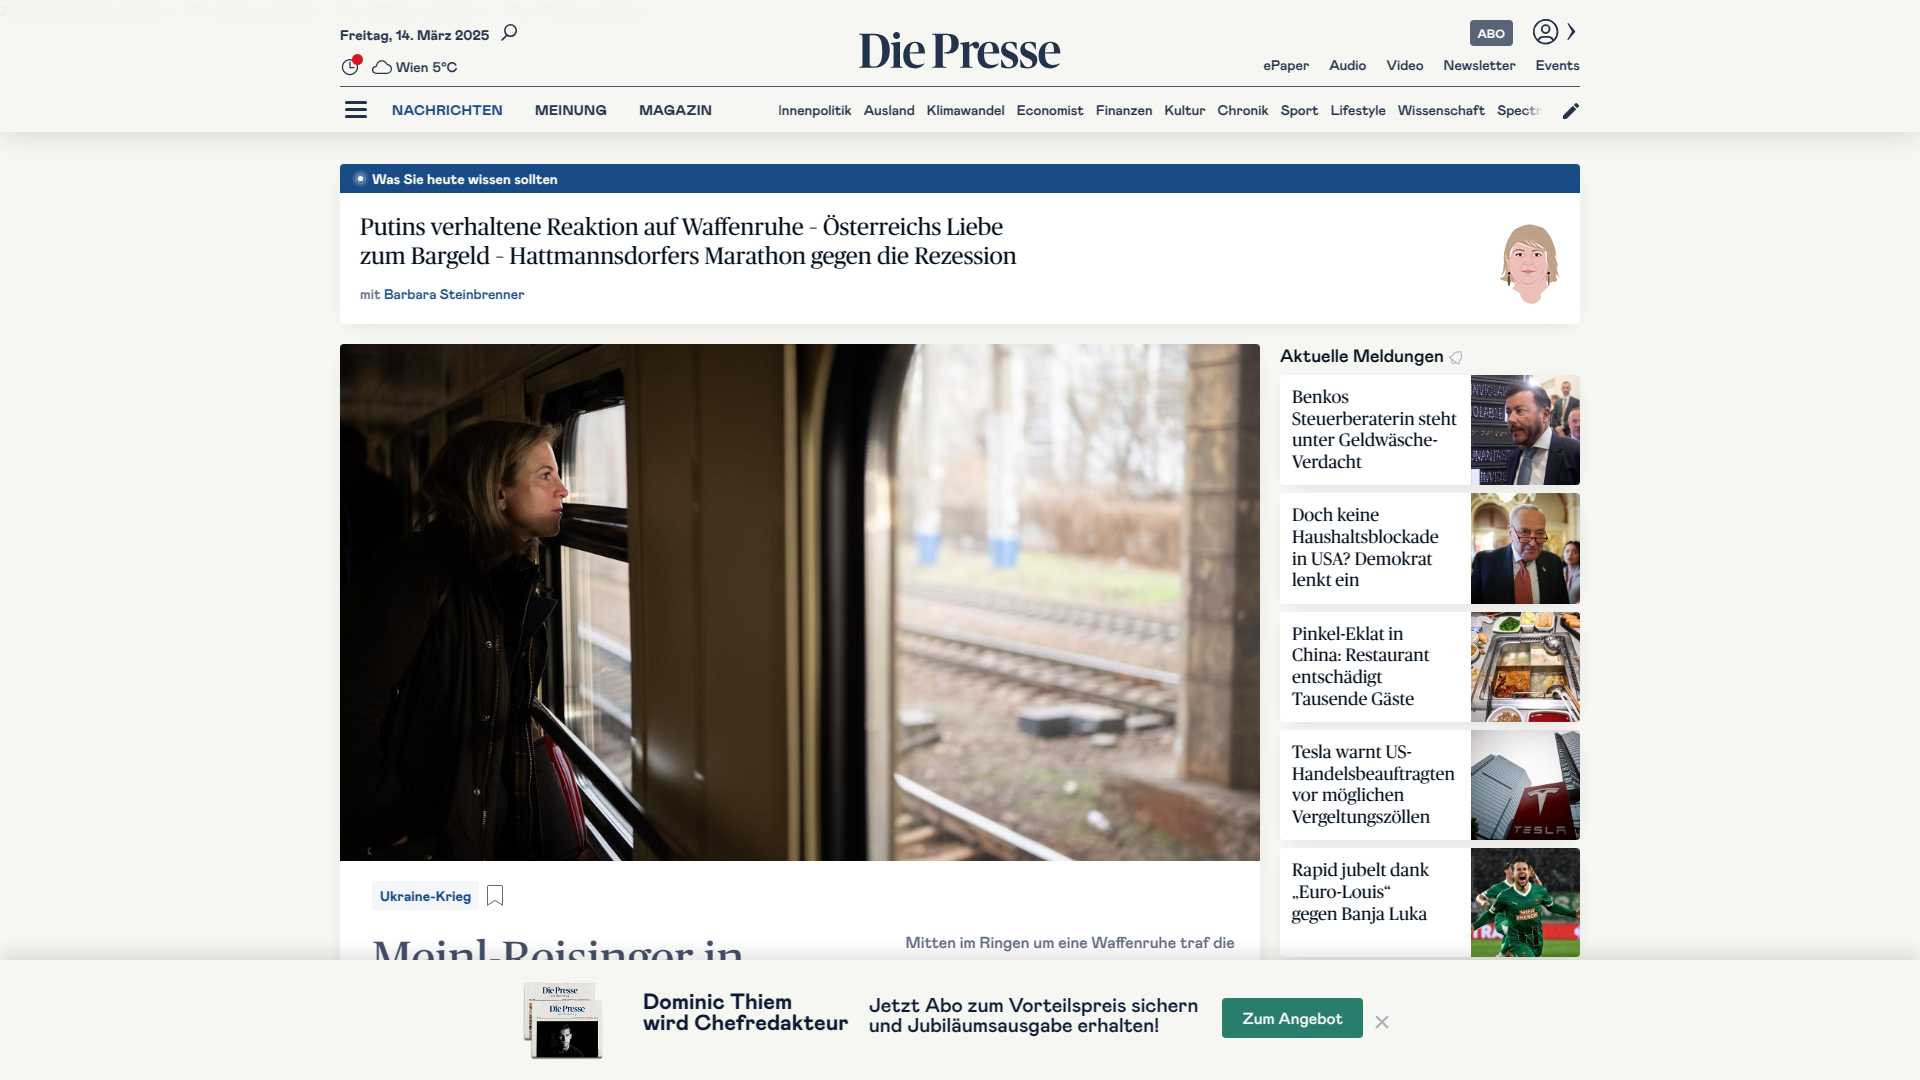 Freitag, 14. März 2025
Wien 5°C
Die Presse
ABO
ePaper Audio Video Newsletter Events
NACHRICHTEN MEINUNG MAGAZIN
Innenpolitik Ausland Klimawandel Economist Finanzen Kultur Chronik Sport Lifestyle Wissenschaft Spectr
Was Sie heute wissen sollten
Putins verhaltene Reaktion auf Waffenruhe – Österreichs Liebe
zum Bargeld – Hattmannsdorfers Marathon gegen die Rezession
mit Barbara Steinbrenner
Ukraine-Krieg
Meinl-Reisinger in
Mitten im Ringen um eine Waffenruhe traf die
Aktuelle Meldungen
Benkos
Steuerberaterin steht
unter Geldwäsche-
Verdacht
Doch keine
Haushaltsblockade
in USA? Demokrat
lenkt ein
Pinkel-Eklat in
China: Restaurant
entschädigt
Tausende Gäste
Tesla warnt US-
Handelsbeauftragten
vor möglichen
Vergeltungszöllen
TESLA
Rapid jubelt dank
„Euro-Louis“
gegen Banja Luka
Die Presse
Die Presse
Dominic Thiem
wird Chefredakteur
Jetzt Abo zum Vorteilspreis sichern
und Jubiläumsausgabe erhalten!
Zum Angebot